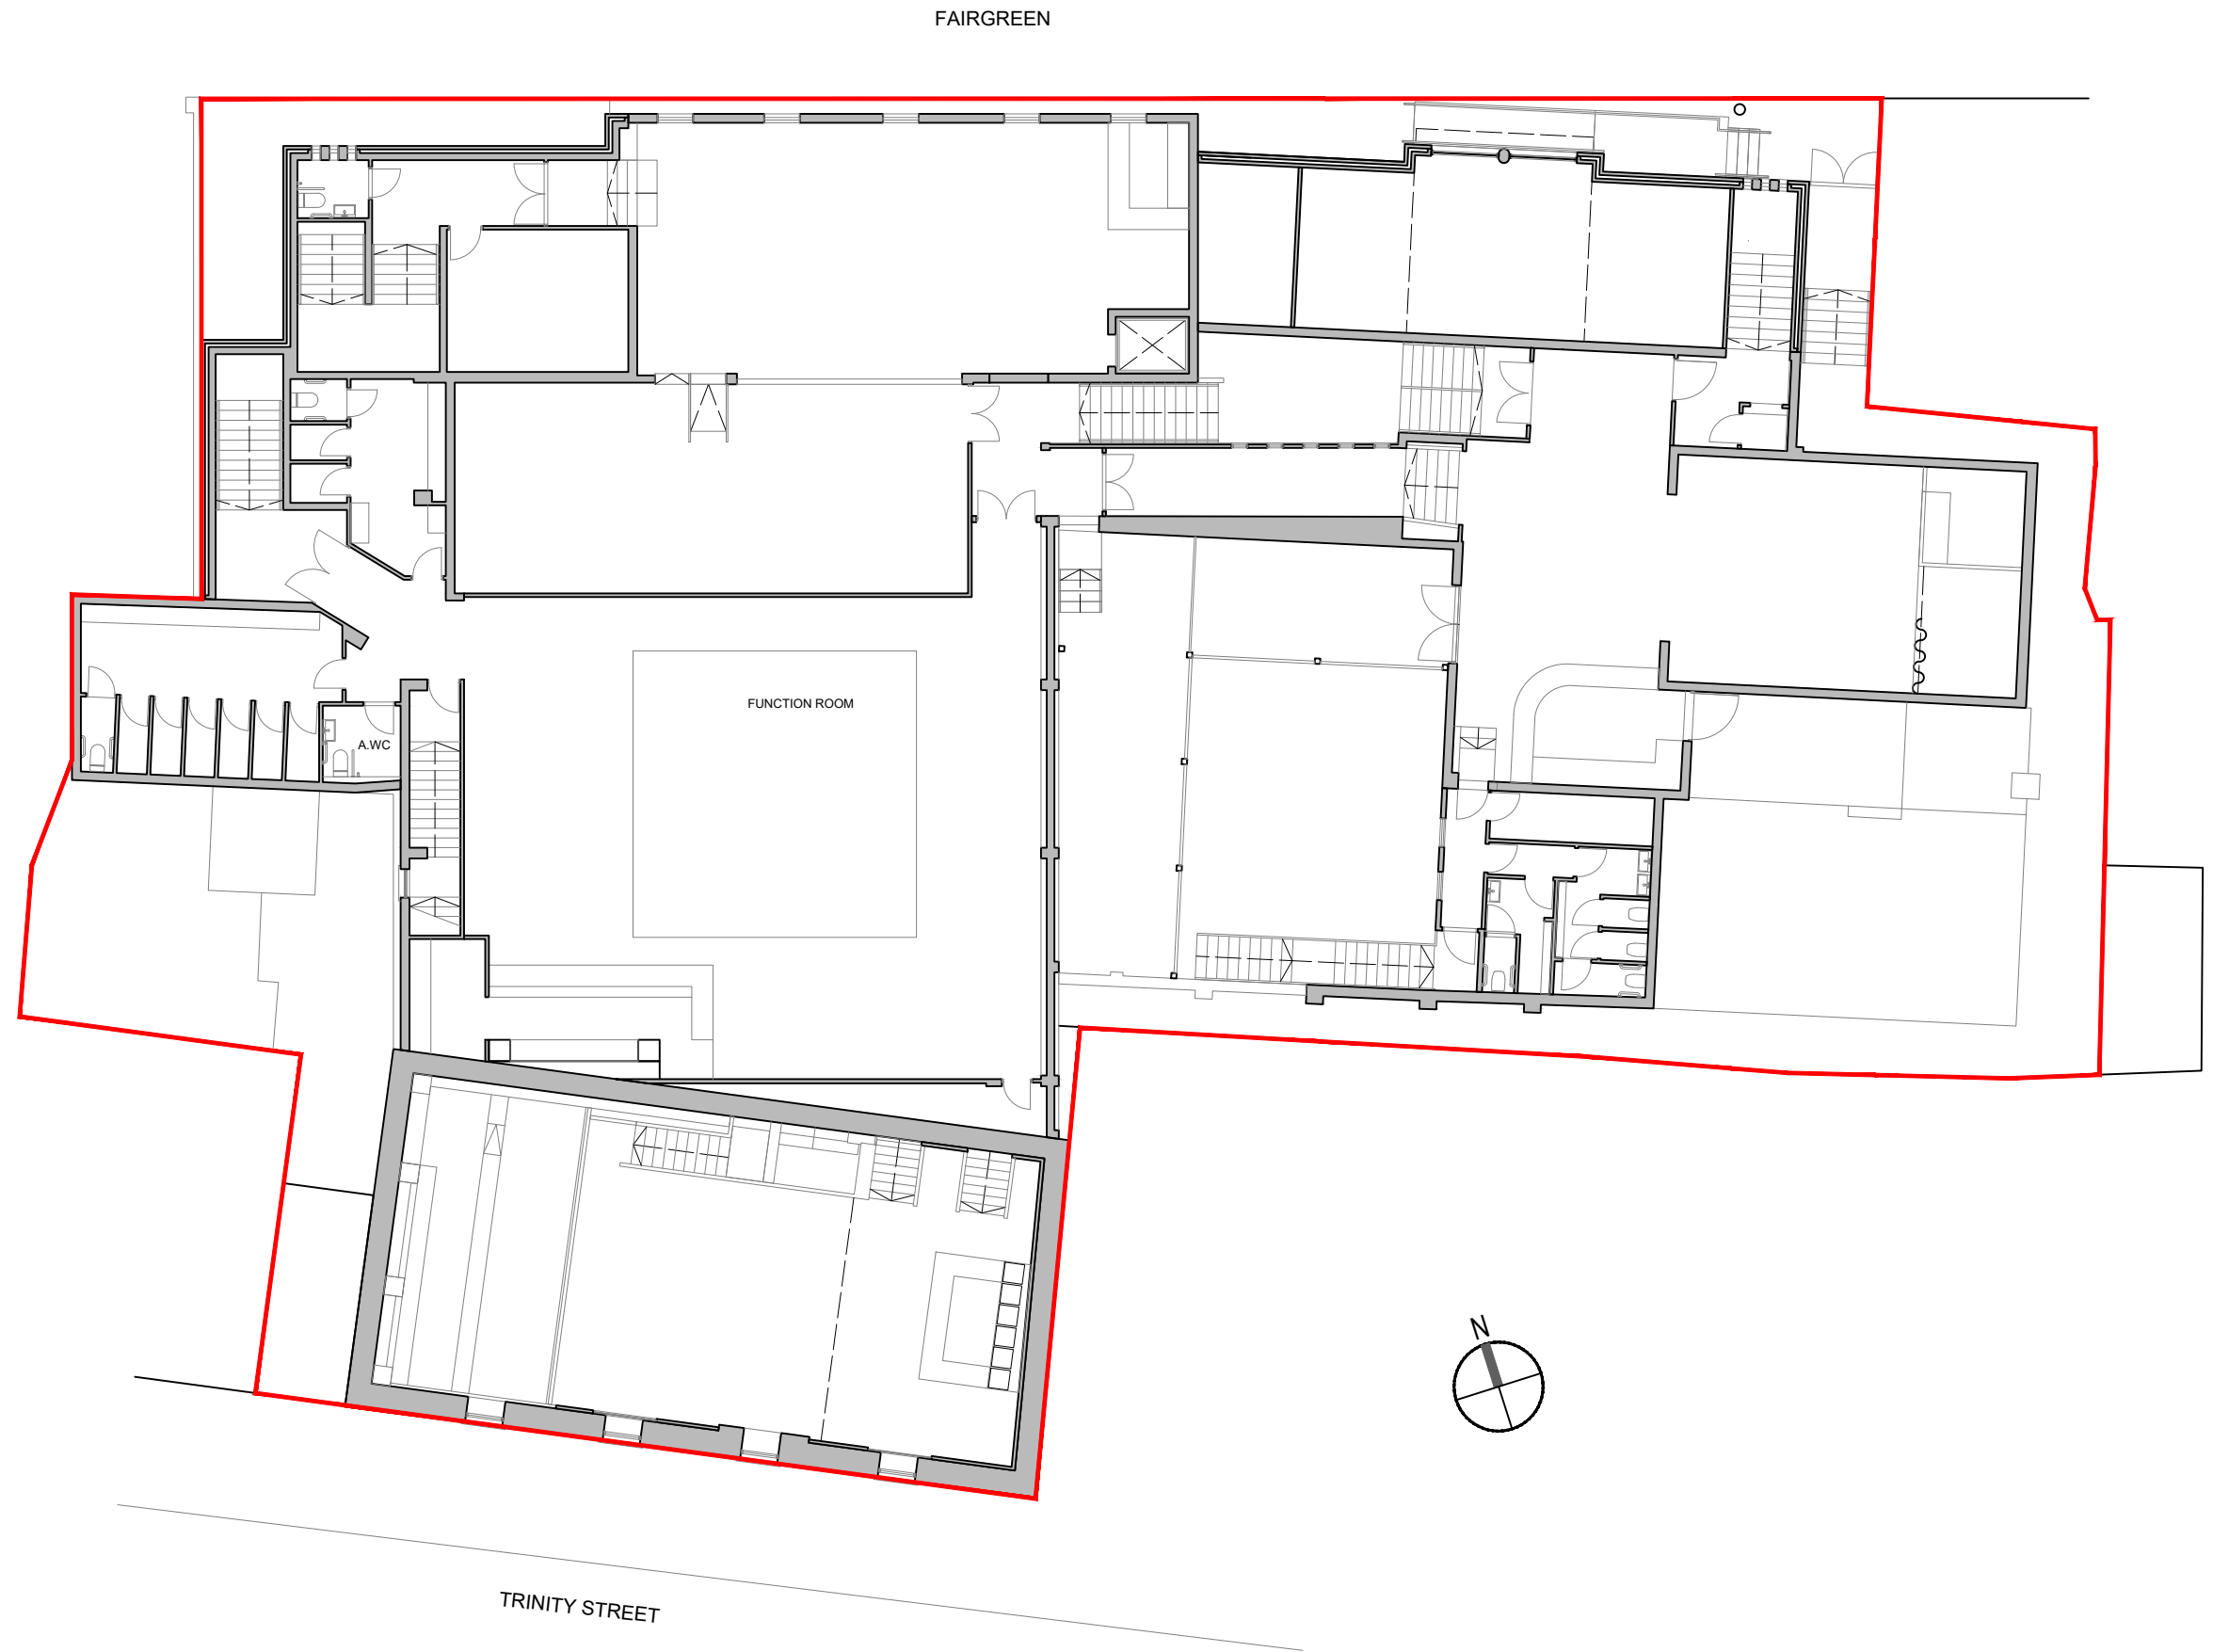 FAIRGREEN
FUNCTION ROOM
A.WC
N
TRINITY STREET